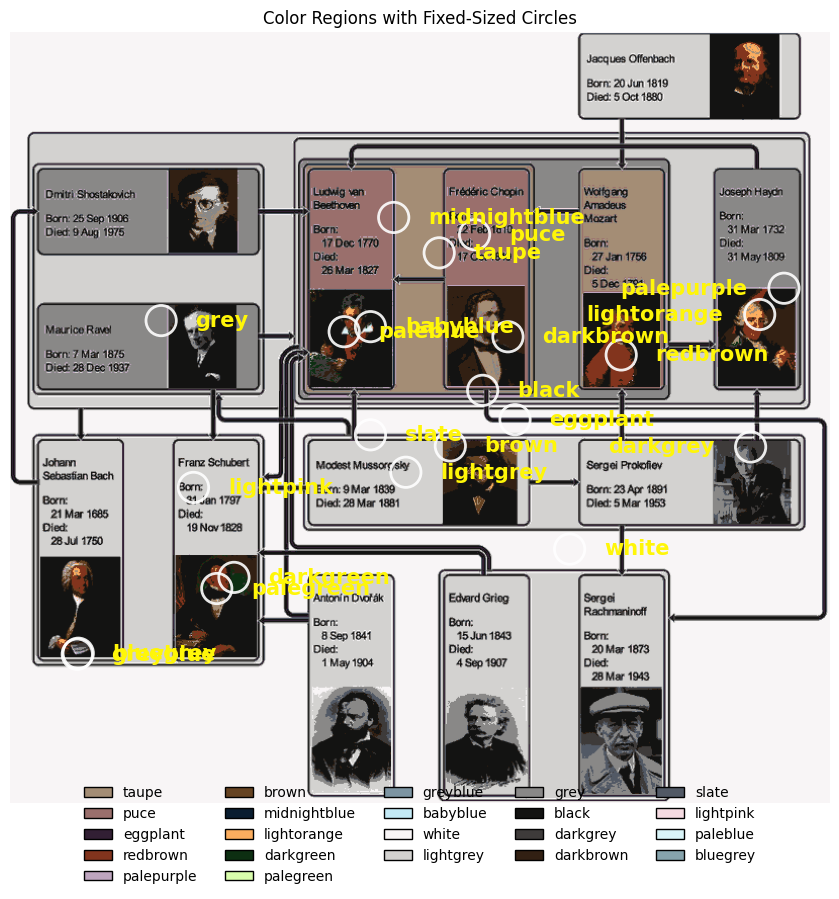 Color Regions with Fixed-Sized Circles
Jacques Offenbach
Born: 20 Jun 1819
Died: 5 Oct 1880
Dmitri Shostakovich
Born: 25 Sep 1906
Died: 9 Aug 1975
Ludwig van
Beethoven
Born:
17 Dec 1770
Died:
26 Mar 1827
Frédéric Chopin
22 Feb 1810
Died:
17
Wolfgang
Amadeus
Mozart
Born:
27 Jan 1756
Died:
5 Dec 1791
Joseph Haydn
Born:
31 Mar 1732
Died:
31 May 1809
midnightblue
puce
taupe
palepurple
lightorange
Maurice Ravel
Born: 7 Mar 1875
Died: 28 Dec 1937
grey
paleblue
babyblue
darkbrown
redbrown
black
eggplant
slate
brown
darkgrey
lightgrey
Johann
Sebastian Bach
Born:
21 Mar 1685
Died:
28 Jul 1750
Franz Schubert
Born:
31 Jan 1797
Died:
19 Nov 1828
lightpink
Modest Mussorgsky
Born: 9 Mar 1839
Died: 28 Mar 1881
Sergei Prokofiev
Born: 23 Apr 1891
Died: 5 Mar 1953
white
darkgreen
palegreen
bluegrey
greyblue
Antonín Dvořák
Born:
8 Sep 1841
Died:
1 May 1904
Edvard Grieg
Born:
15 Jun 1843
Died:
4 Sep 1907
Sergei
Rachmaninoff
Born:
20 Mar 1873
Died:
28 Mar 1943
taupe brown greyblue grey slate
puce midnightblue babyblue black lightpink
eggplant lightorange white darkgrey paleblue
redbrown darkgreen lightgrey darkbrown bluegrey
palepurple palegreen